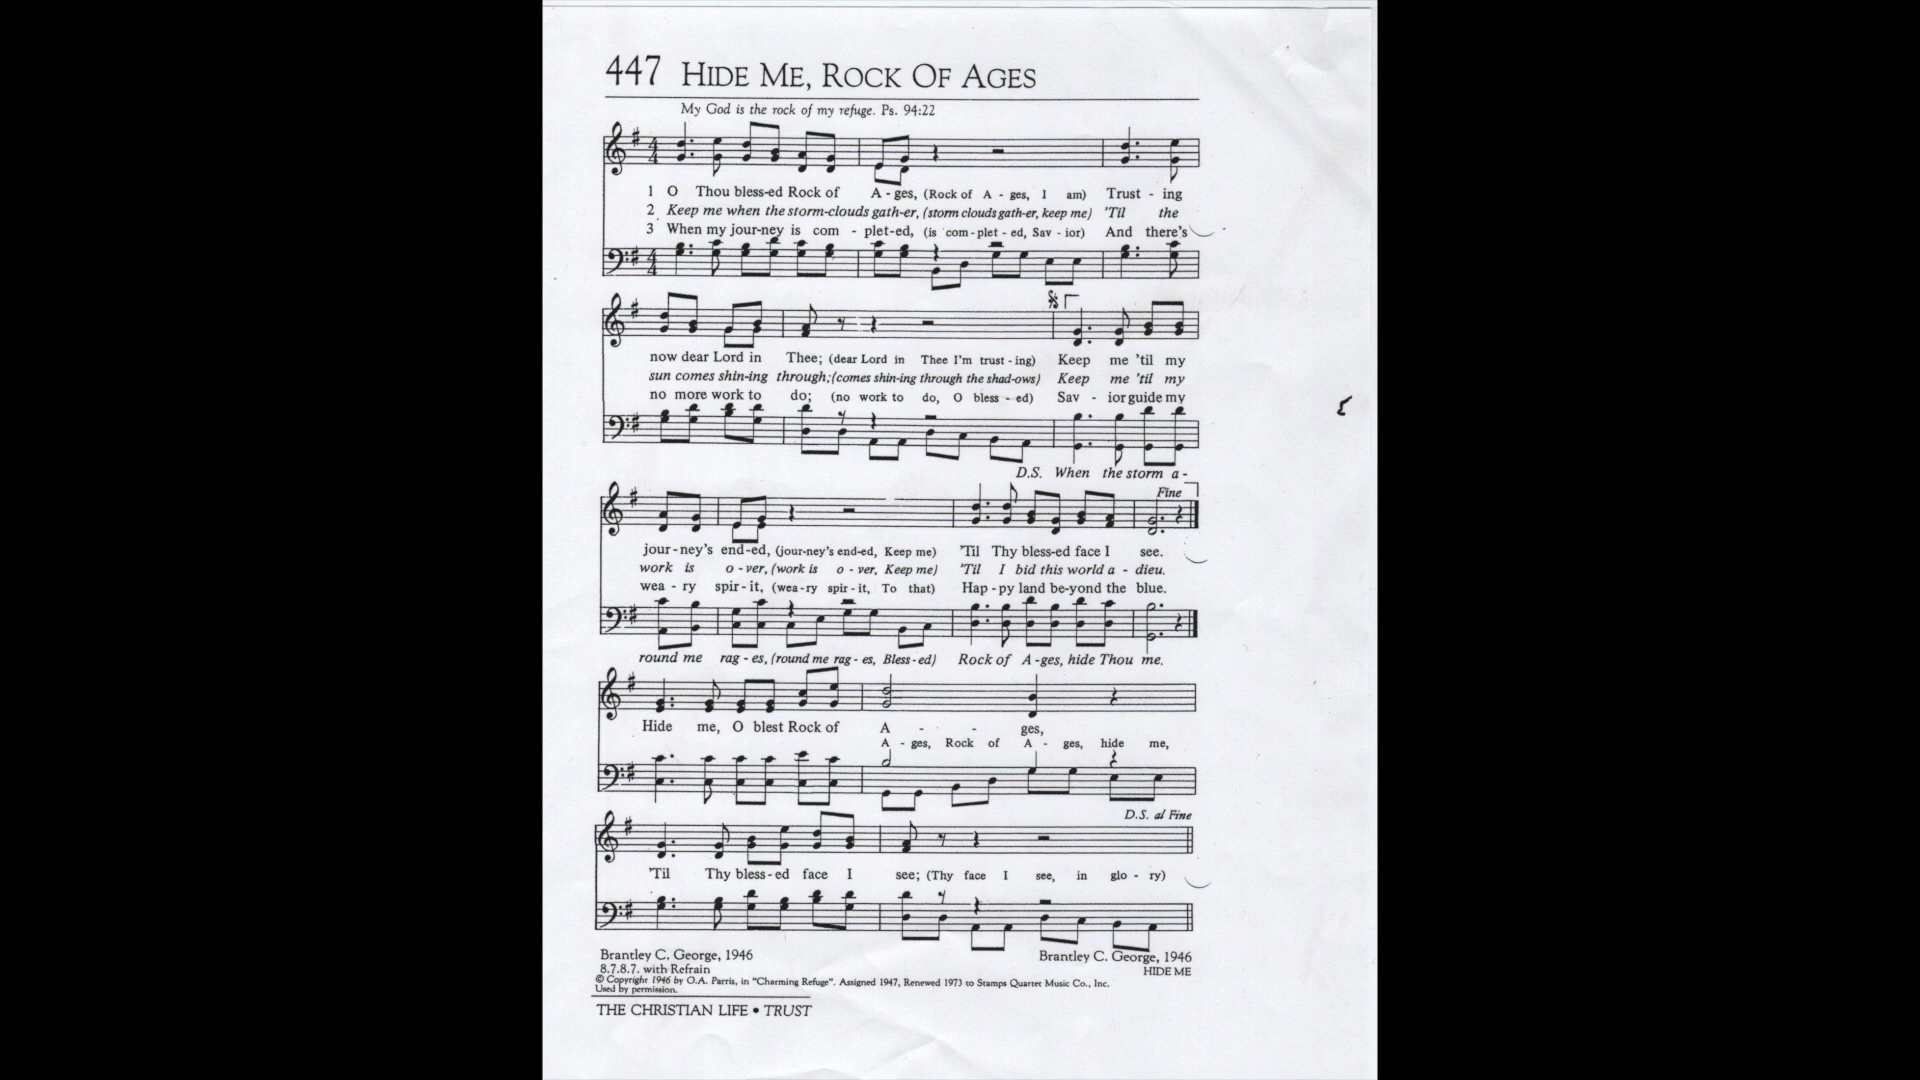 447 HIDE ME, ROCK OF AGES
My God is the rock of my refuge. Ps. 94:22
1 O Thou bless-ed Rock of A - ges, (Rock of A - ges, I am) Trust - ing
2 Keep me when the storm-clouds gath-er, (storm clouds gath-er, keep me) 'Til the
3 When my jour-ney is com - plet-ed, (is com-plet-ed, Sav - ior) And there's
now dear Lord in Thee; (dear Lord in Thee I'm trust - ing) Keep me 'til my
sun comes shin-ing through; (comes shin-ing through the shad-ows) Keep me 'til my
no more work to do; (no work to do, O bless - ed) Sav - ior guide my
D.S. When the storm a-
Fine
jour-ney's end-ed, (jour-ney's end-ed, Keep me) 'Til Thy bless-ed face I see.
work is o - ver, (work is o - ver, Keep me) 'Til I bid this world a - dieu.
wea - ry spir - it, (wea - ry spir - it, To that) Hap - py land be-yond the blue.
round me rag - es, (round me rag - es, Bless-ed) Rock of A - ges, hide Thou me.
Hide me, O blest Rock of A - - ges,
A - ges, Rock of A - ges, hide me,
D.S. al Fine
'Til Thy bless-ed face I see; (Thy face I see, in glo - ry)
Brantley C. George, 1946 Brantley C. George, 1946
8.7.8.7. with Refrain HIDE ME
© Copyright 1946 by O.A. Parris, in "Charming Refuge". Assigned 1947, Renewed 1973 to Stamps Quartet Music Co., Inc.
Used by permission.
THE CHRISTIAN LIFE • TRUST